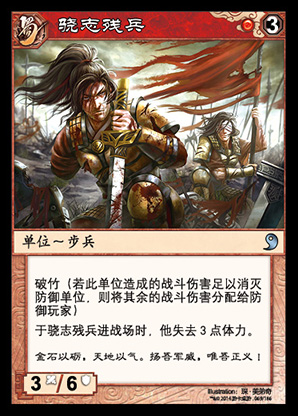 蜀
骁志残兵
3
单位~步兵
破竹（若此单位造成的战斗伤害足以消灭
防御单位，则将其余的战斗伤害分配给防
御玩家）
于骁志残兵进战场时，他失去3点体力。
金石以砺，天地以气。扬吾军威，唯吾正义！
3 / 6